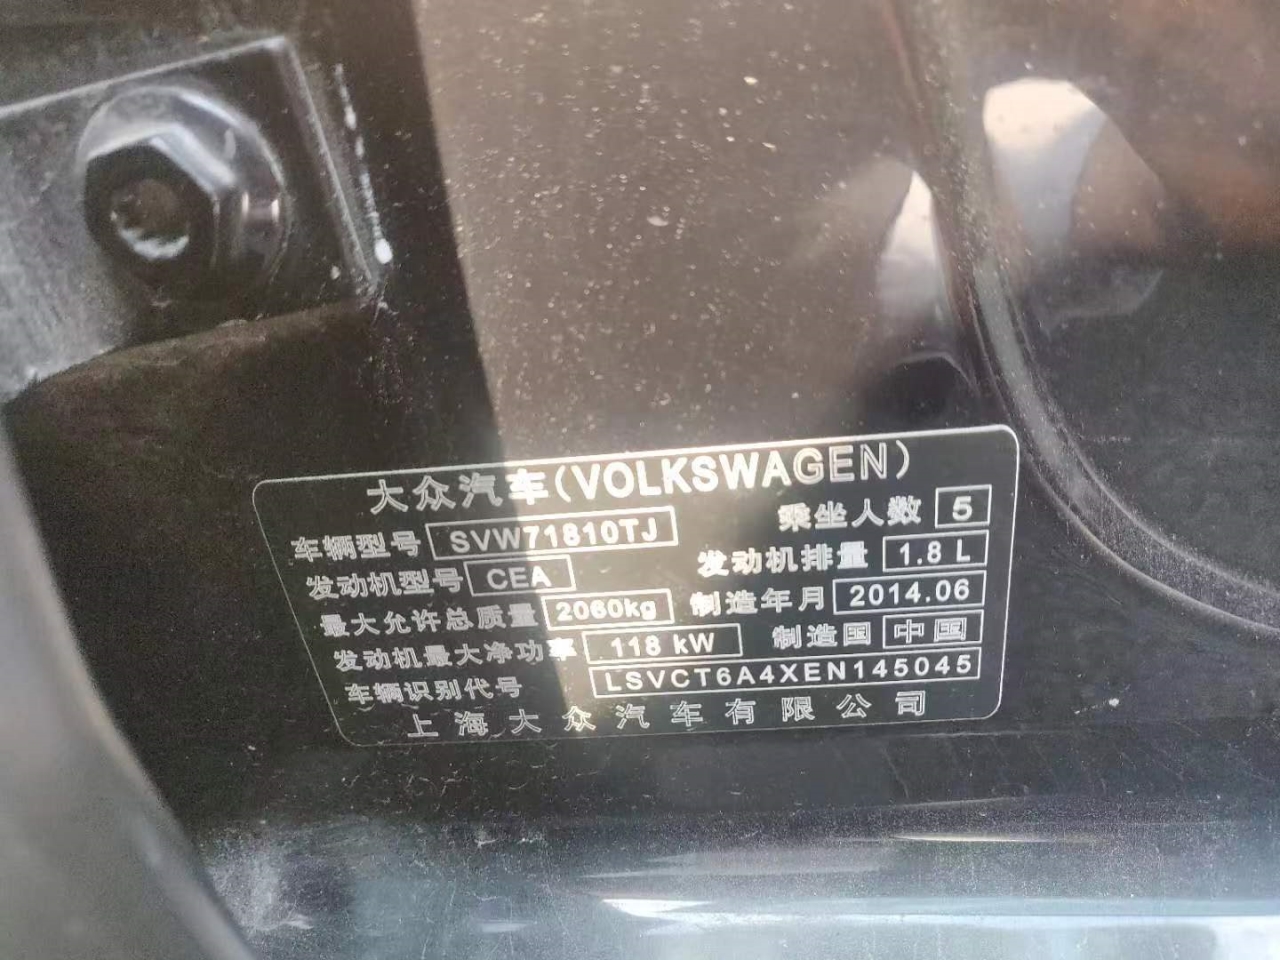 大众汽车(VOLKSWAGEN)
车辆型号 SVW71810TJ 乘坐人数 5
发动机型号 CEA 发动机排量 1.8 L
最大允许总质量 2060kg 制造年月 2014.06
发动机最大净功率 118 kW 制造国 中国
车辆识别代号 LSVCT6A4XEN145045
上海大众汽车有限公司